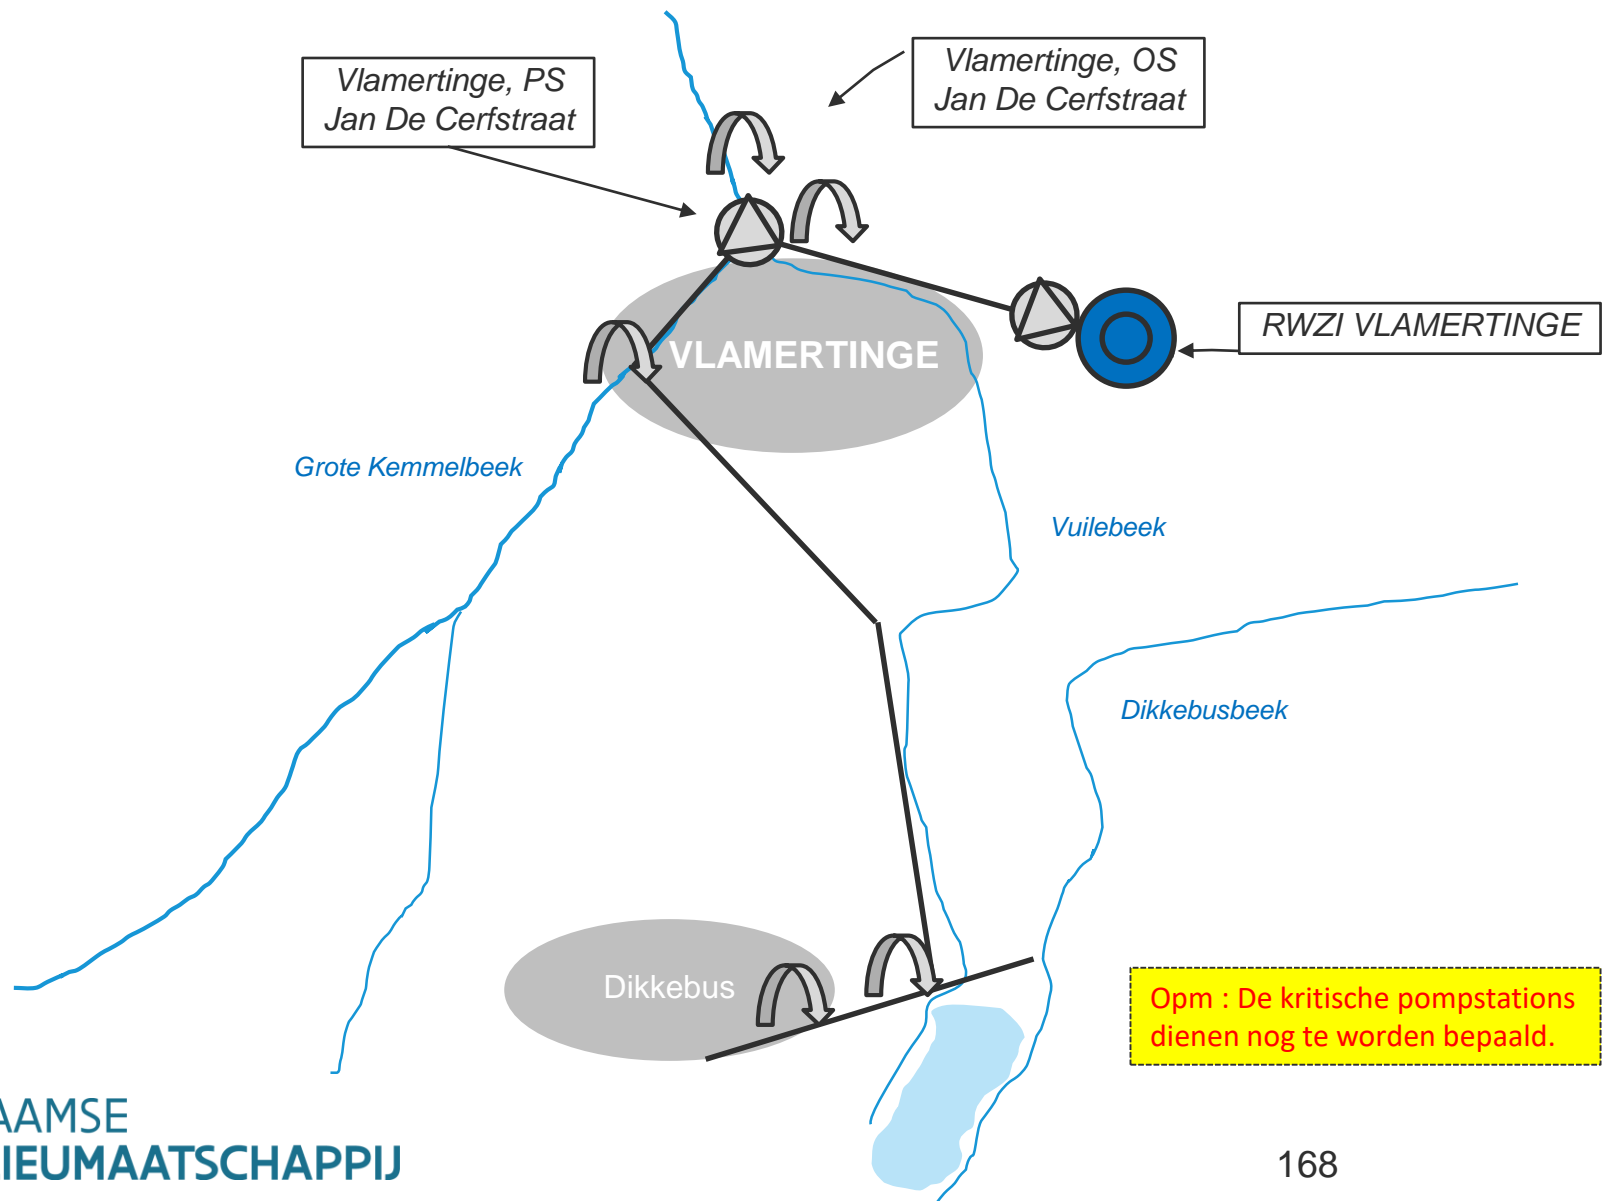 Vlamertinge, PS
Jan De Cerfstraat
Vlamertinge, OS
Jan De Cerfstraat
RWZI VLAMERTINGE
VLAMERTINGE
Grote Kemmelbeek
Vuilebeek
Dikkebusbeek
Dikkebus
Opm : De kritische pompstations
dienen nog te worden bepaald.
AAMSE
IEUMAATSCHAPPIJ
168